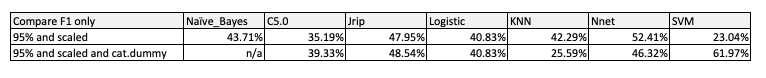 Compare F1 only Naïve_Bayes C5.0 Jrip Logistic KNN Nnet SVM
95% and scaled 43.71% 35.19% 47.95% 40.83% 42.29% 52.41% 23.04%
95% and scaled and cat.dummy n/a 39.33% 48.54% 40.83% 25.59% 46.32% 61.97%